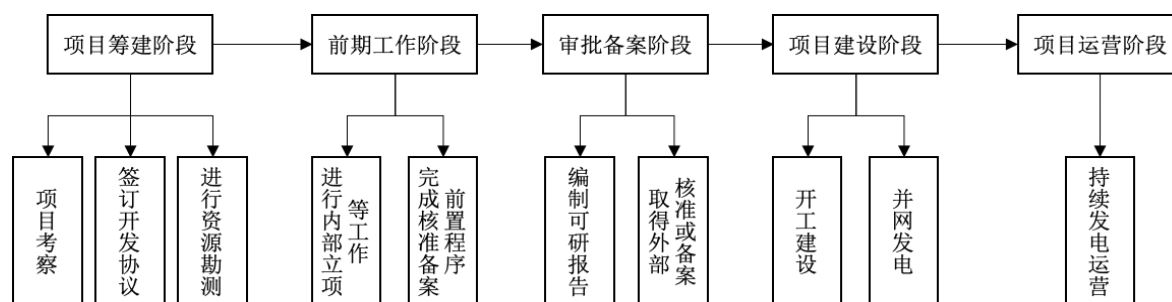 项目筹建阶段
前期工作阶段
审批备案阶段
项目建设阶段
项目运营阶段
项目考察
签订开发协议
进行资源勘测
进行内部立项
等工作
完成核准备案
前置程序
编制可研报告
取得外部
核准或备案
开工建设
并网发电
持续发电运营